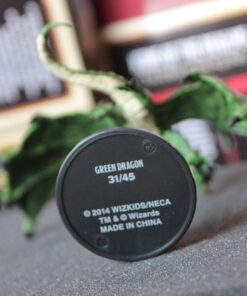 GREEN DRAGON
31/45
© 2014 WIZKIDS/NECA
TM & © Wizards
MADE IN CHINA